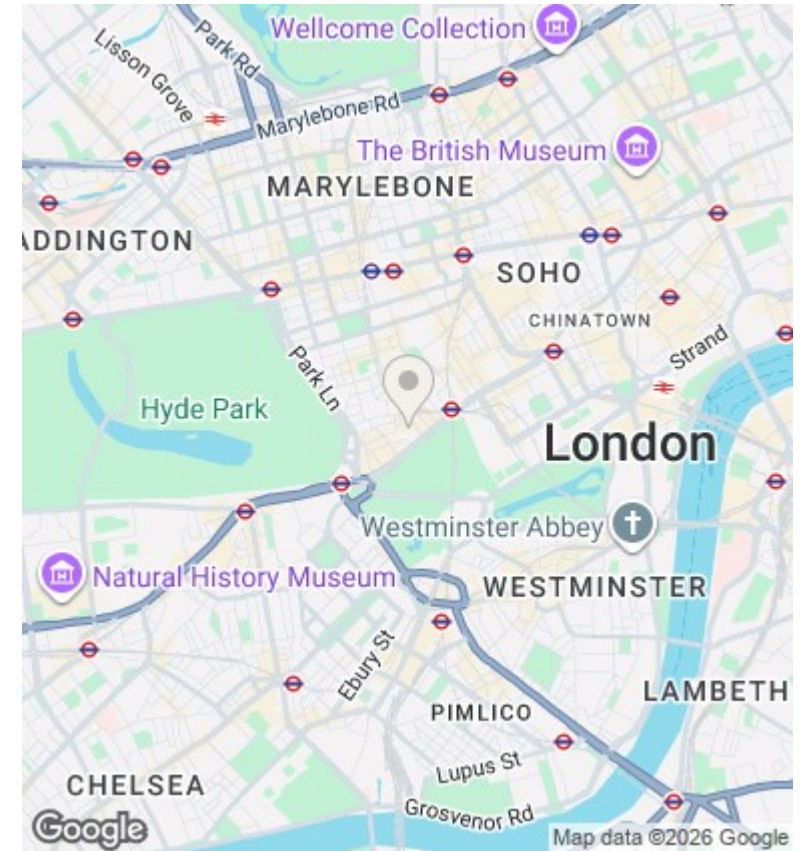 Wellcome Collection
Park Rd
Lisson Grove
Marylebone Rd
The British Museum
MARYLEBONE
ADDINGTON
SOHO
CHINATOWN
Strand
Park Ln
Hyde Park
London
Westminster Abbey
Natural History Museum
WESTMINSTER
Ebury St
LAMBETH
PIMLICO
Lupus St
CHELSEA
Grosvenor Rd
Google
Map data ©2026 Google